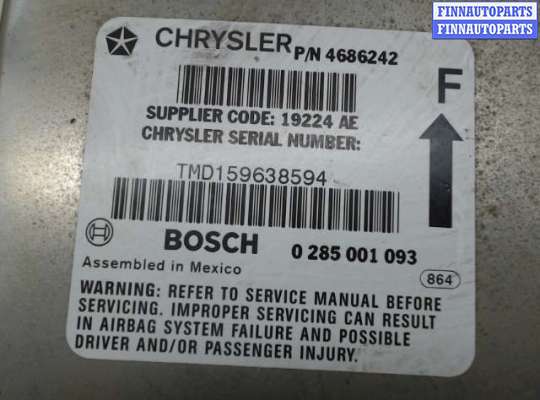 FINNAUTOPARTS
FINNAUTOPARTS
CHRYSLER P/N 4686242
F
SUPPLIER CODE: 19224 AE
CHRYSLER SERIAL NUMBER:
TMD159638594
BOSCH 0 285 001 093
Assembled in Mexico
864
WARNING: REFER TO SERVICE MANUAL BEFORE
SERVICING. IMPROPER SERVICING CAN RESULT
IN AIRBAG SYSTEM FAILURE AND POSSIBLE
DRIVER AND/OR PASSENGER INJURY.